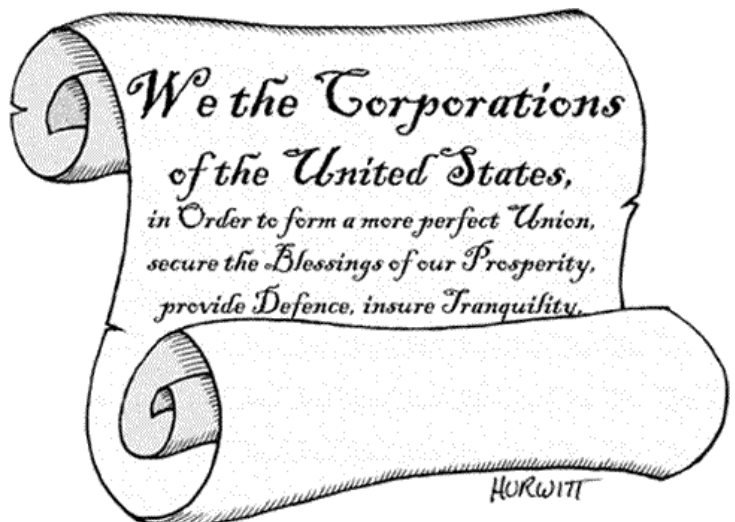 We the Corporations
of the United States,
in Order to form a more perfect Union,
secure the Blessings of our Prosperity,
provide Defence, insure Tranquility,
HURWITT